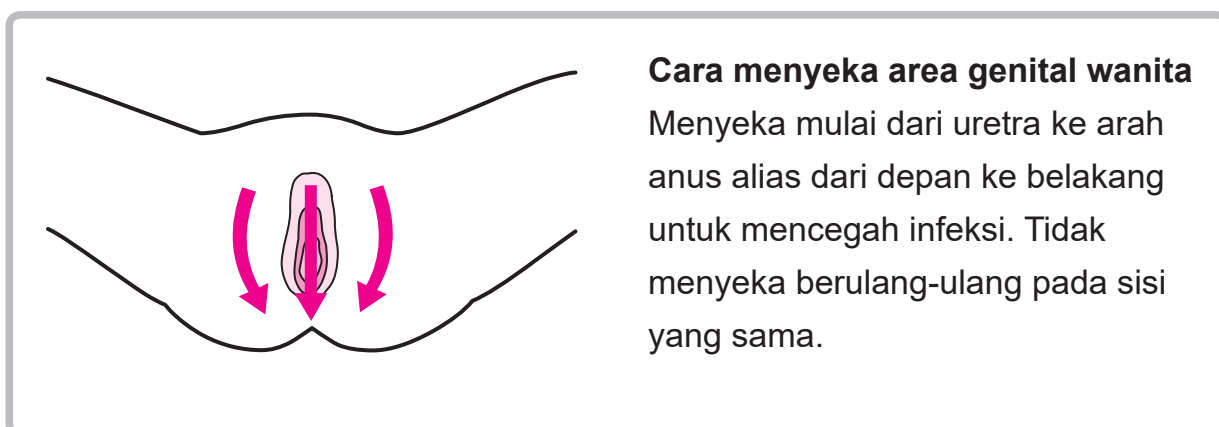 Cara menyeka area genital wanita
Menyeka mulai dari uretra ke arah
anus alias dari depan ke belakang
untuk mencegah infeksi. Tidak
menyeka berulang-ulang pada sisi
yang sama.